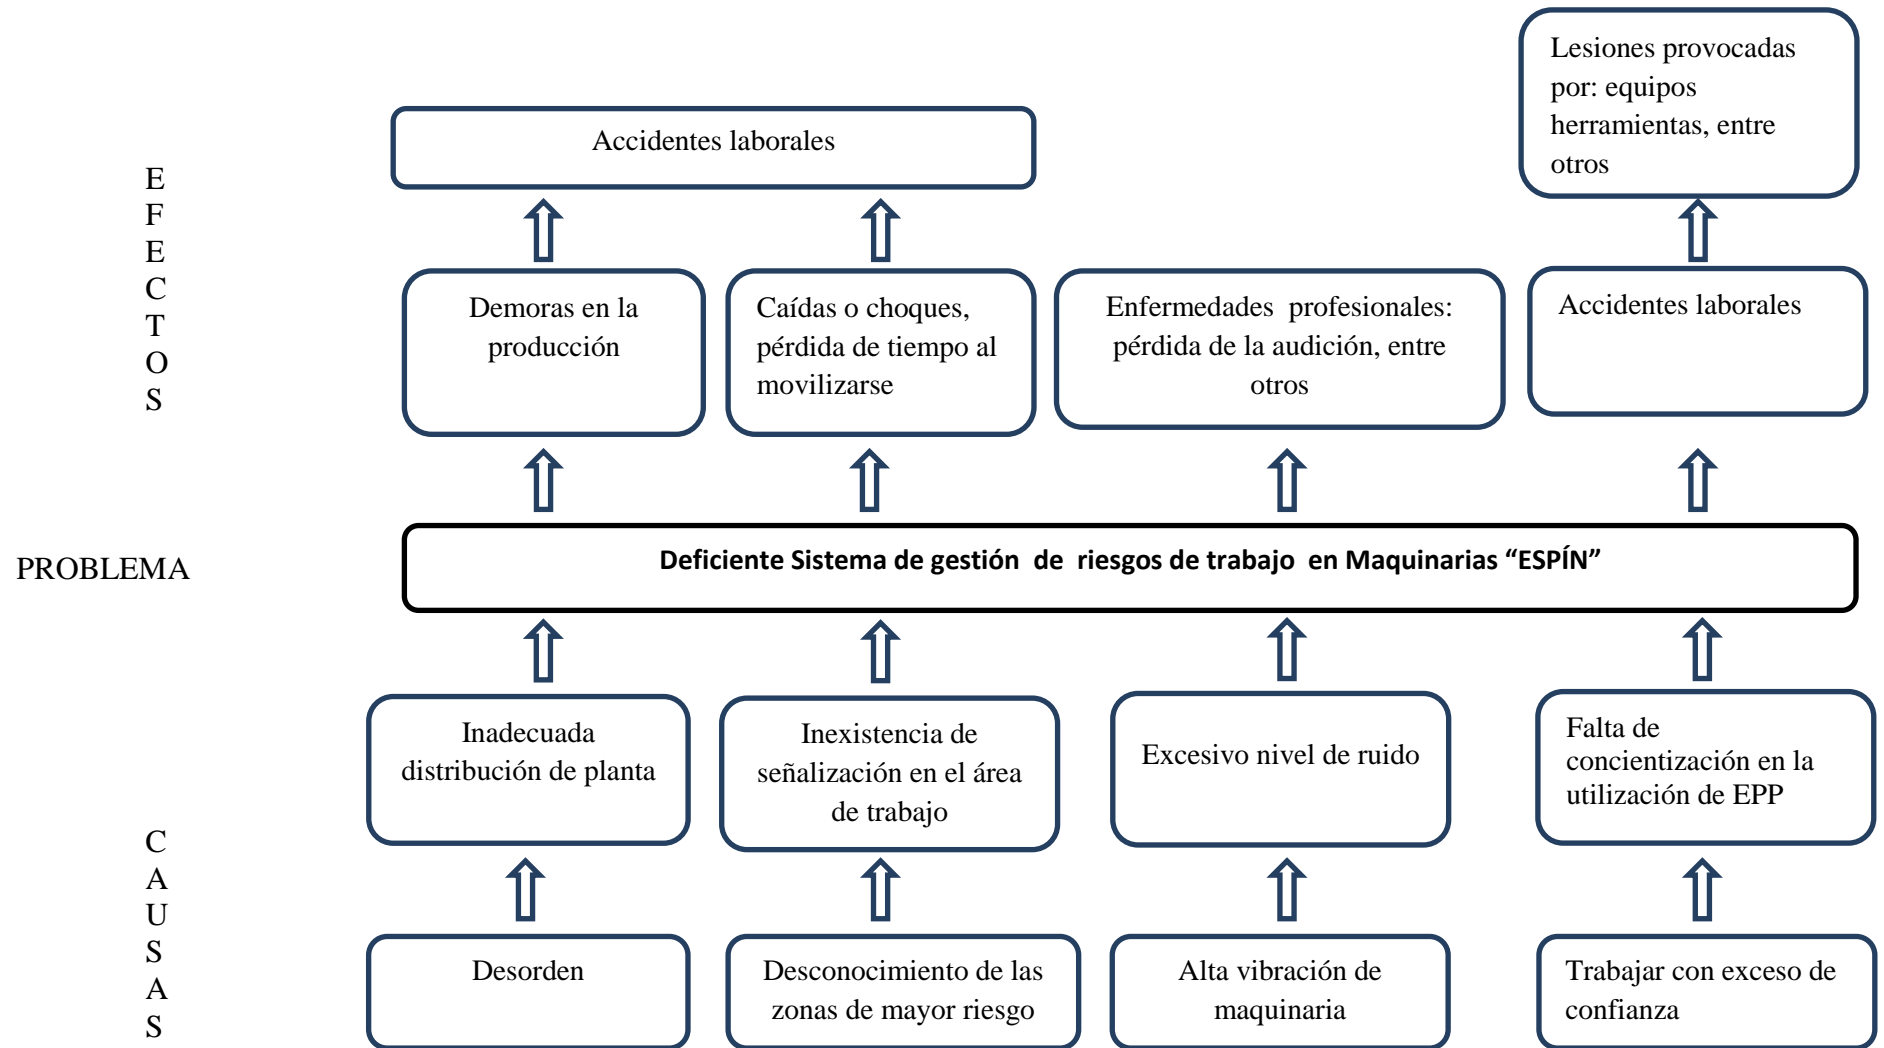 Lesiones provocadas
por: equipos
herramientas, entre
otros
Accidentes laborales
E
F
E
C
T
O
S
Demoras en la
producción
Caídas o choques,
pérdida de tiempo al
movilizarse
Enfermedades profesionales:
pérdida de la audición, entre
otros
Accidentes laborales
PROBLEMA
Deficiente Sistema de gestión de riesgos de trabajo en Maquinarias “ESPÍN”
Inadecuada
distribución de planta
Inexistencia de
señalización en el área
de trabajo
Excesivo nivel de ruido
Falta de
concientización en la
utilización de EPP
C
A
U
S
A
S
Desorden
Desconocimiento de las
zonas de mayor riesgo
Alta vibración de
maquinaria
Trabajar con exceso de
confianza